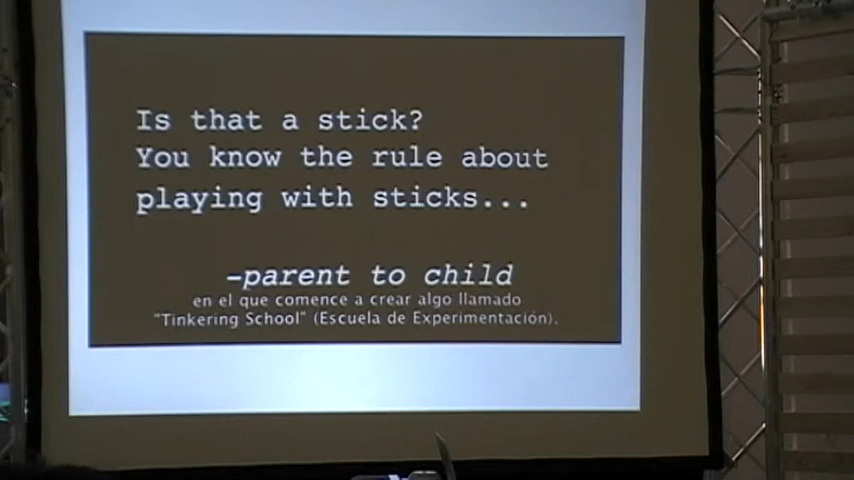 Is that a stick?
You know the rule about
playing with sticks...
-parent to child
en el que comence a crear algo llamado
"Tinkering School" (Escuela de Experimentación).